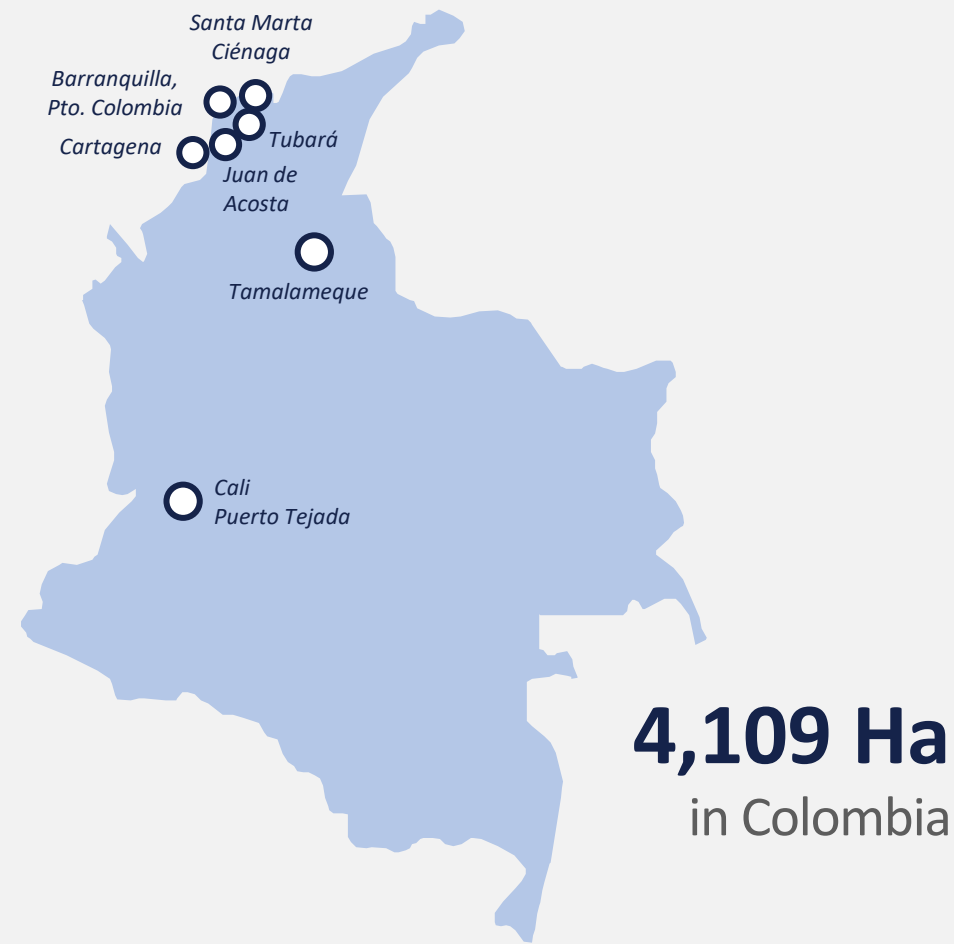 Santa Marta
Ciénaga
Barranquilla,
Pto. Colombia
Cartagena
Tubará
Juan de
Acosta
Tamalameque
Cali
Puerto Tejada
4,109 Ha
in Colombia